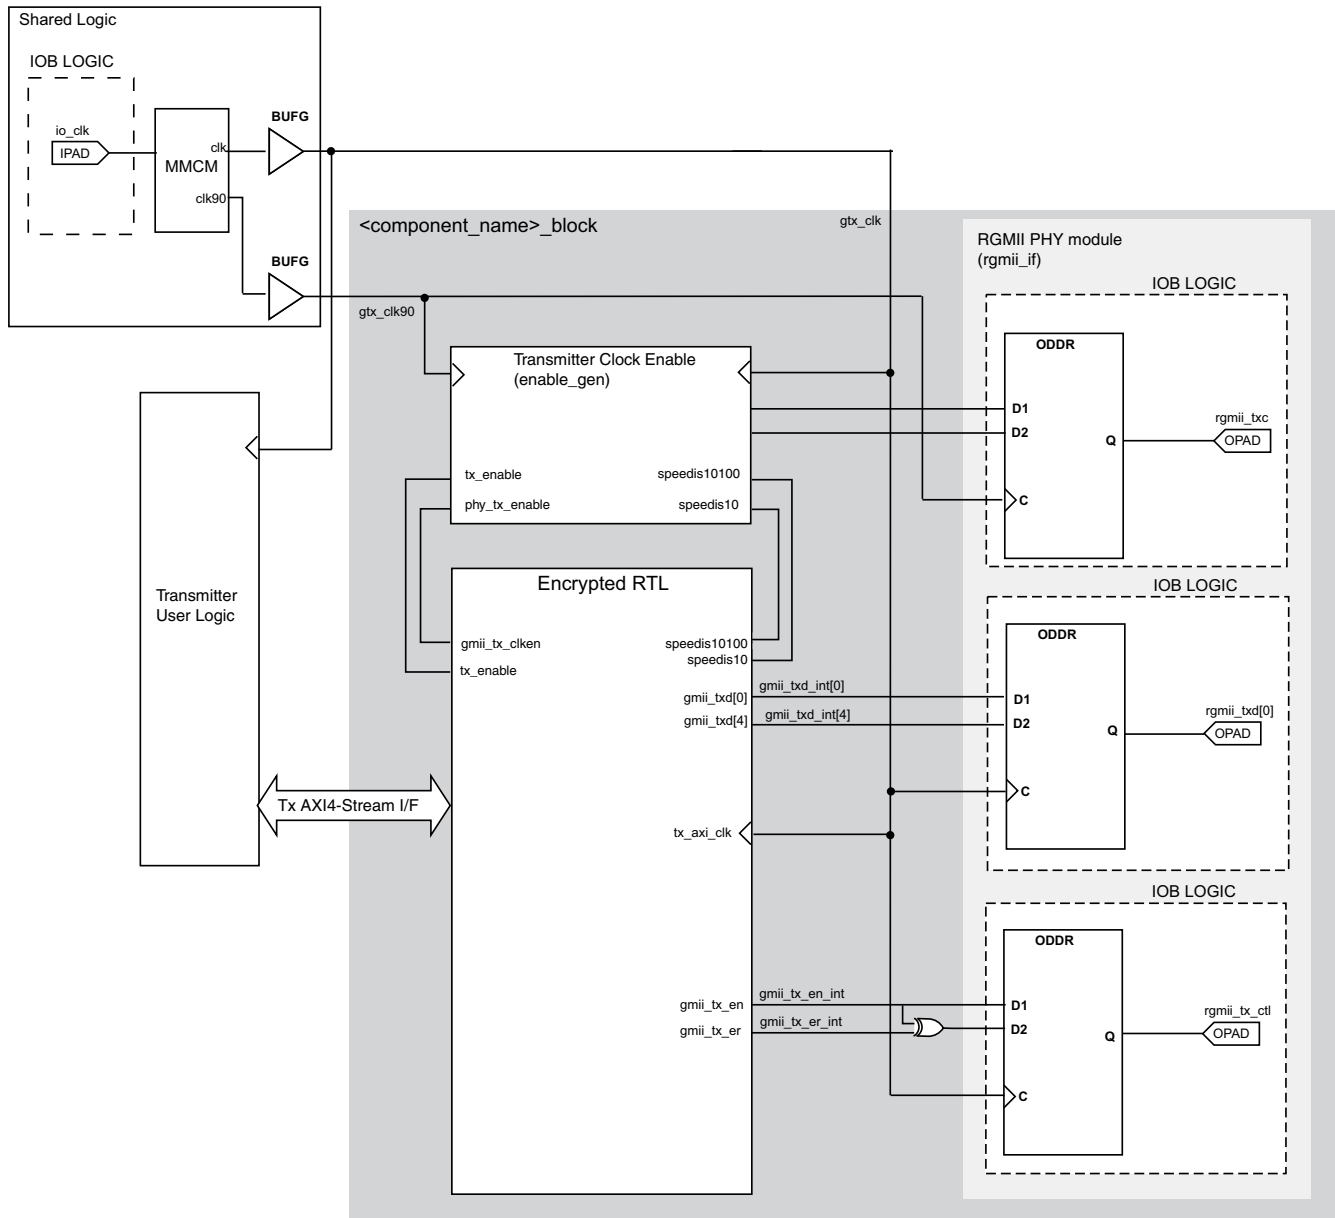 Shared Logic
IOB LOGIC
io_clk
IPAD
MMCM
clk
clk90
BUFG
BUFG
gtx_clk90
<component_name>_block
gtx_clk
Transmitter Clock Enable
(enable_gen)
tx_enable
phy_tx_enable
speedis10100
speedis10
Transmitter
User Logic
Tx AXI4-Stream I/F
Encrypted RTL
gmii_tx_clken
tx_enable
speedis10100
speedis10
gmii_txd[0]
gmii_txd_int[0]
gmii_txd[4]
gmii_txd_int[4]
tx_axi_clk
gmii_tx_en
gmii_tx_en_int
gmii_tx_er
gmii_tx_er_int
RGMII PHY module
(rgmii_if)
IOB LOGIC
ODDR
D1
D2
Q
C
rgmii_txc
OPAD
IOB LOGIC
ODDR
D1
D2
Q
C
rgmii_txd[0]
OPAD
IOB LOGIC
ODDR
D1
D2
Q
C
rgmii_tx_ctl
OPAD